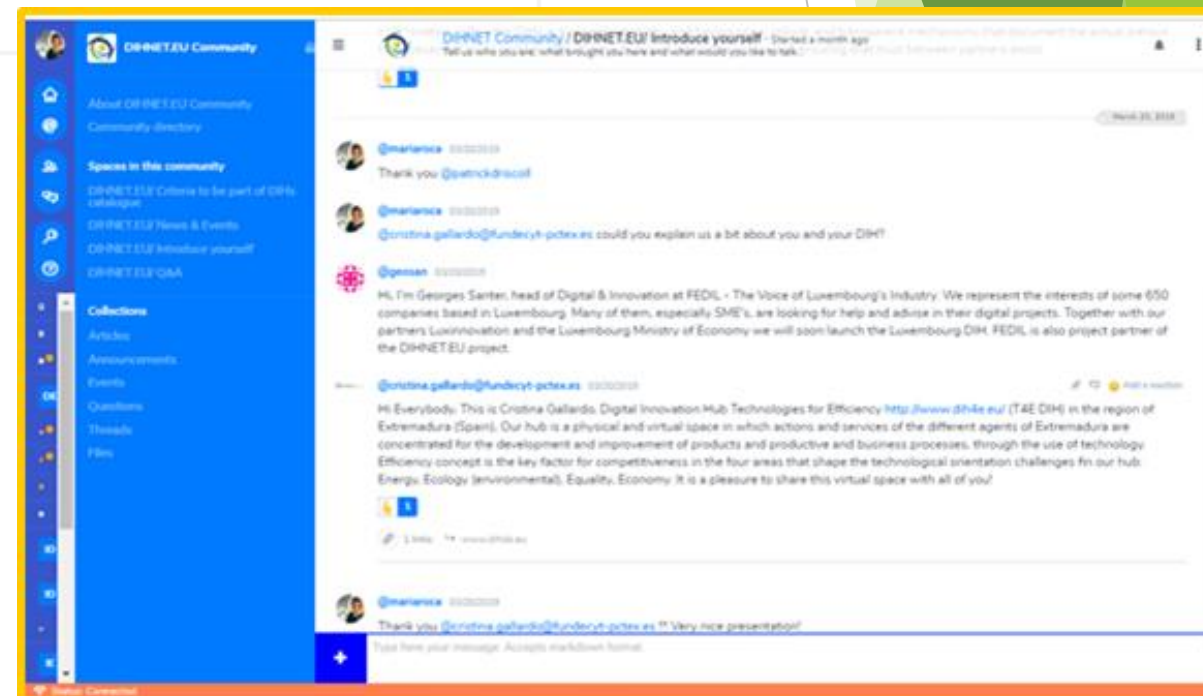 DIHNET.EU Community
About DIHNET.EU Community
Community directory
Spaces in this community
DIHNET.EU/ Criteria to be part of DIHs
catalogue
DIHNET.EU/ News & Events
DIHNET.EU/ Introduce yourself
DIHNET.EU/ Q&A
Collections
Articles
Announcements
Events
Questions
Threads
Files
DIHNET Community / DIHNET.EU/ Introduce yourself Started a month ago
Tell us who you are, what brought you here and what would you like to talk
1
@mariaroca
Thank you @patrickdriscoll
@mariaroca
@cristina.gallardo@fundecyt-pctex.es could you explain us a bit about you and your DIH?
@geosan
Hi, I'm Georges Santer, head of Digital & Innovation at FEDIL - The Voice of Luxembourg's Industry. We represent the interests of some 650
companies based in Luxembourg. Many of them, especially SME's, are looking for help and advise in their digital projects. Together with our
partners Luxinnovation and the Luxembourg Ministry of Economy we will soon launch the Luxembourg DIH. FEDIL is also project partner of
the DIHNET.EU project.
@cristina.gallardo@fundecyt-pctex.es
Add a reaction
Hi Everybody. This is Cristina Gallardo, Digital Innovation Hub Technologies for Efficiency http://www.dih4e.eu/ (T4E DIH) in the region of
Extremadura (Spain). Our hub is a physical and virtual space in which actions and services of the different agents of Extremadura are
concentrated for the development and improvement of products and productive and business processes, through the use of technology.
Efficiency concept is the key factor for competitiveness in the four areas that shape the technological orientation challenges fin our hub:
Energy, Ecology (environmental), Equality, Economy. It is a pleasure to share this virtual space with all of you!
1
1 links
@mariaroca
Thank you @cristina.gallardo@fundecyt-pctex.es !! Very nice presentation!
+
Type here your message. Accepts markdown format.
Status: Connected